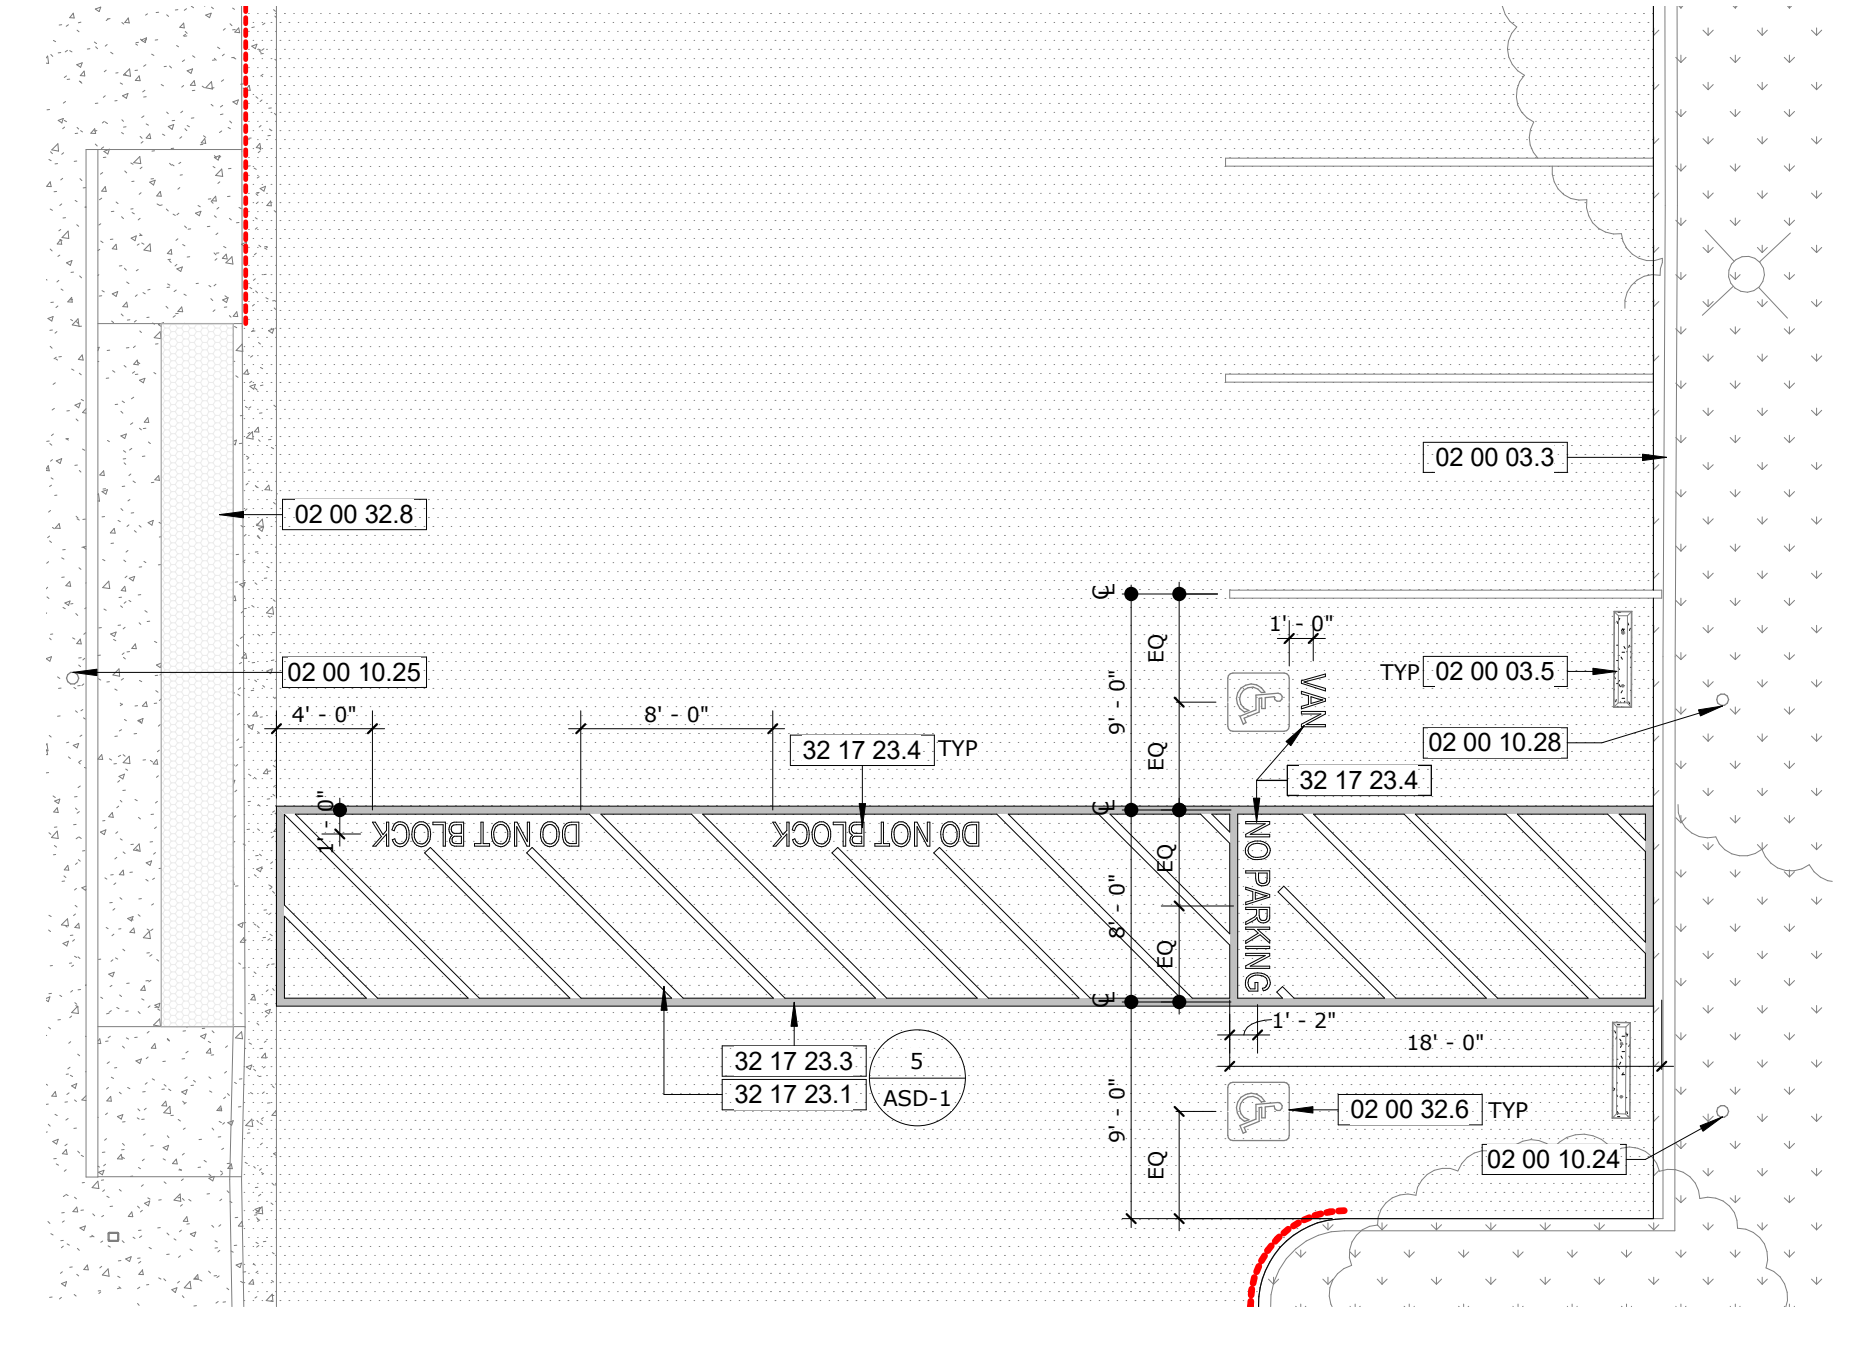 02 00 03.3
02 00 32.8
℄
1' - 0"
EQ
VAN
TYP 02 00 03.5
02 00 10.25
9' - 0"
4' - 0"
8' - 0"
02 00 10.28
32 17 23.4 TYP
EQ
32 17 23.4
1' - 0"
℄
DO NOT BLOCK
DO NOT BLOCK
NO PARKING
EQ
8' - 0"
EQ
℄
1' - 2"
18' - 0"
32 17 23.3
5
32 17 23.1
ASD-1
9' - 0"
02 00 32.6 TYP
EQ
02 00 10.24